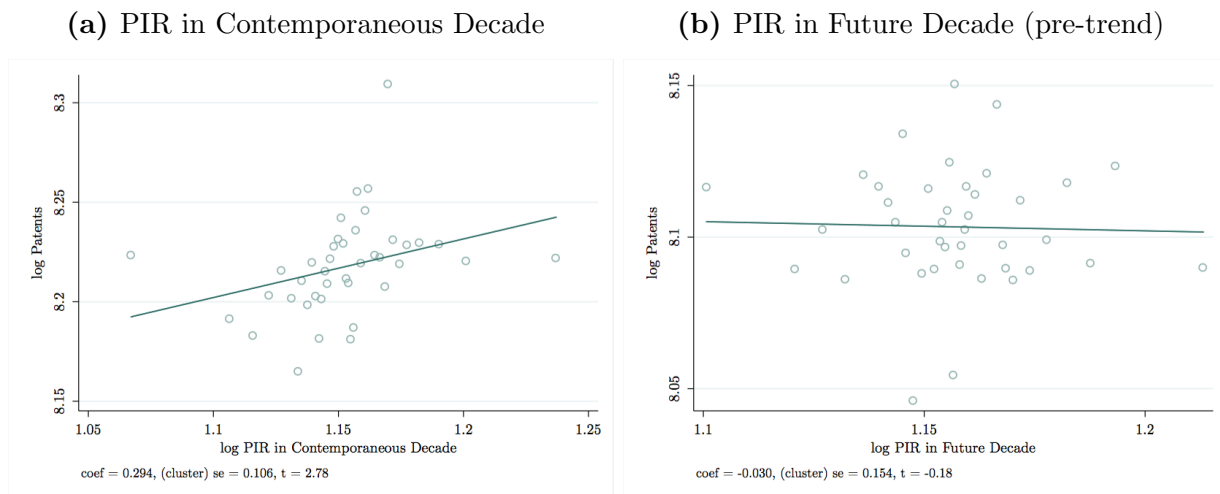 (a) PIR in Contemporaneous Decade
8.3
8.25
8.2
8.15
log Patents
1.05 1.1 1.15 1.2 1.25
log PIR in Contemporaneous Decade
coef = 0.294, (cluster) se = 0.106, t = 2.78
(b) PIR in Future Decade (pre-trend)
8.15
8.1
8.05
log Patents
1.1 1.15 1.2
log PIR in Future Decade
coef = -0.030, (cluster) se = 0.154, t = -0.18